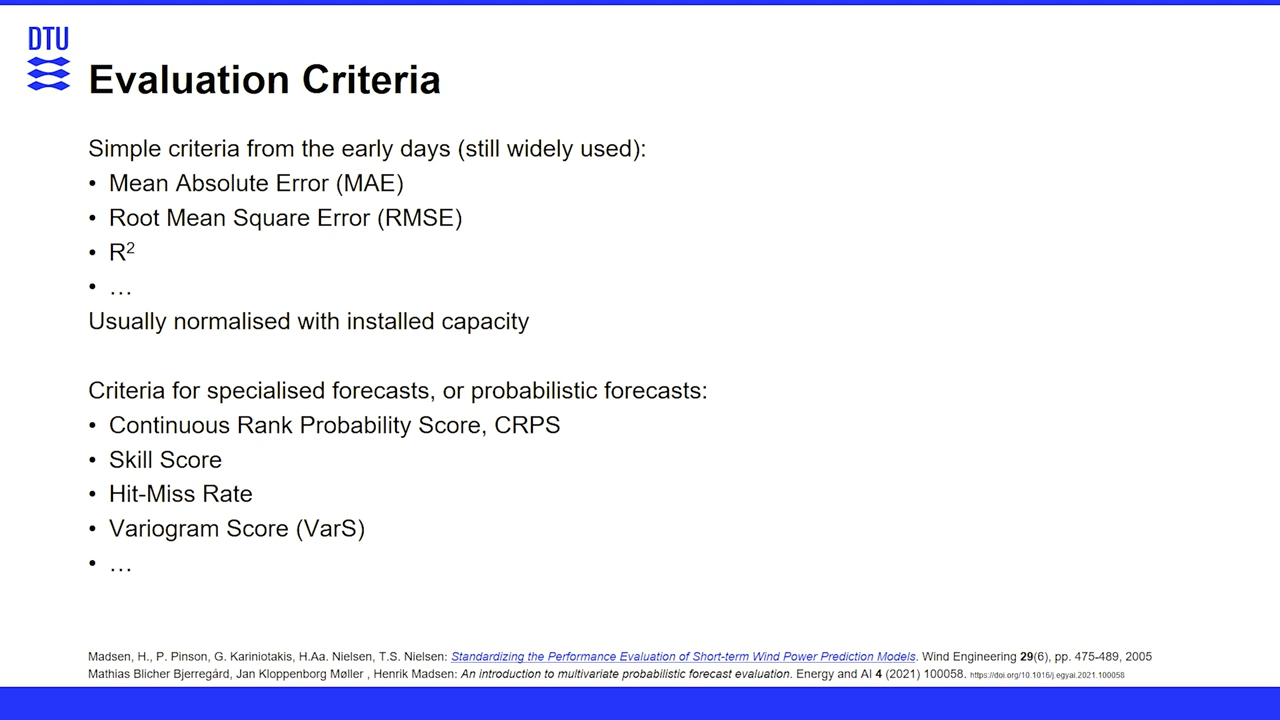 DTU
Evaluation Criteria
Simple criteria from the early days (still widely used):
• Mean Absolute Error (MAE)
• Root Mean Square Error (RMSE)
• R²
• …
Usually normalised with installed capacity
Criteria for specialised forecasts, or probabilistic forecasts:
• Continuous Rank Probability Score, CRPS
• Skill Score
• Hit-Miss Rate
• Variogram Score (VarS)
• …
Madsen, H., P. Pinson, G. Kariniotakis, H.Aa. Nielsen, T.S. Nielsen: Standardizing the Performance Evaluation of Short-term Wind Power Prediction Models. Wind Engineering 29(6), pp. 475-489, 2005
Mathias Blicher Bjerregård, Jan Kloppenborg Møller , Henrik Madsen: An introduction to multivariate probabilistic forecast evaluation. Energy and AI 4 (2021) 100058. https://doi.org/10.1016/j.egyai.2021.100058